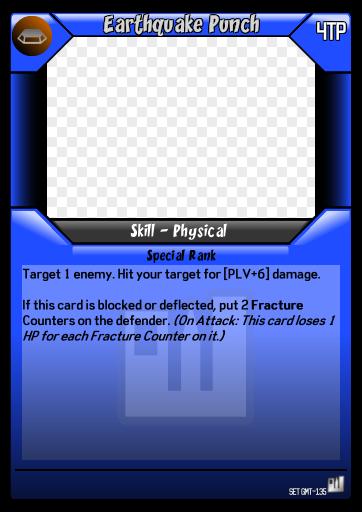 Earthquake Punch
4TP
Skill - Physical
Special Rank
Target 1 enemy. Hit your target for [PLV+6] damage.
If this card is blocked or deflected, put 2 Fracture
Counters on the defender. (On Attack: This card loses 1
HP for each Fracture Counter on it.)
SET GMT-135